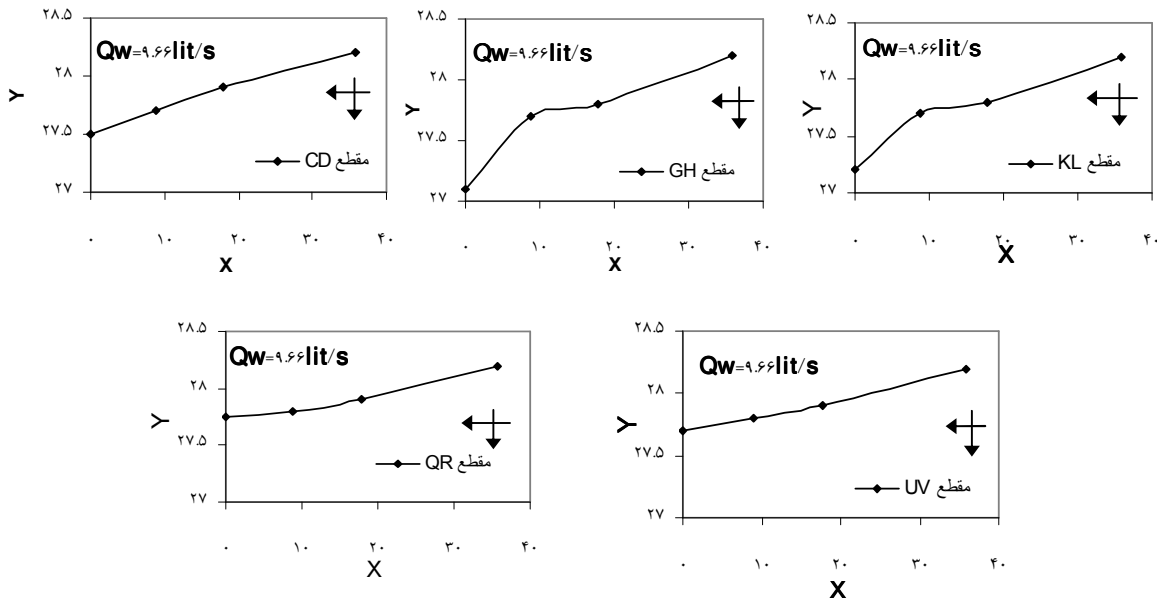 ۲۸.۵
Qw=۹.۶۶lit/s
۲۸
Y
۲۷.۵
مقطع CD
۲۷
۰ ۱۰ ۲۰ ۳۰ ۴۰
X
۲۸.۵
Qw=۹.۶۶lit/s
۲۸
Y
۲۷.۵
مقطع GH
۲۷
۰ ۱۰ ۲۰ ۳۰ ۴۰
X
۲۸.۵
Qw=۹.۶۶lit/s
۲۸
Y
۲۷.۵
مقطع KL
۲۷
۰ ۱۰ ۲۰ ۳۰ ۴۰
X
۲۸.۵
Qw=۹.۶۶lit/s
۲۸
Y
۲۷.۵
مقطع QR
۲۷
۰ ۱۰ ۲۰ ۳۰ ۴۰
X
۲۸.۵
Qw=۹.۶۶lit/s
۲۸
Y
۲۷.۵
مقطع UV
۲۷
۰ ۱۰ ۲۰ ۳۰ ۴۰
X